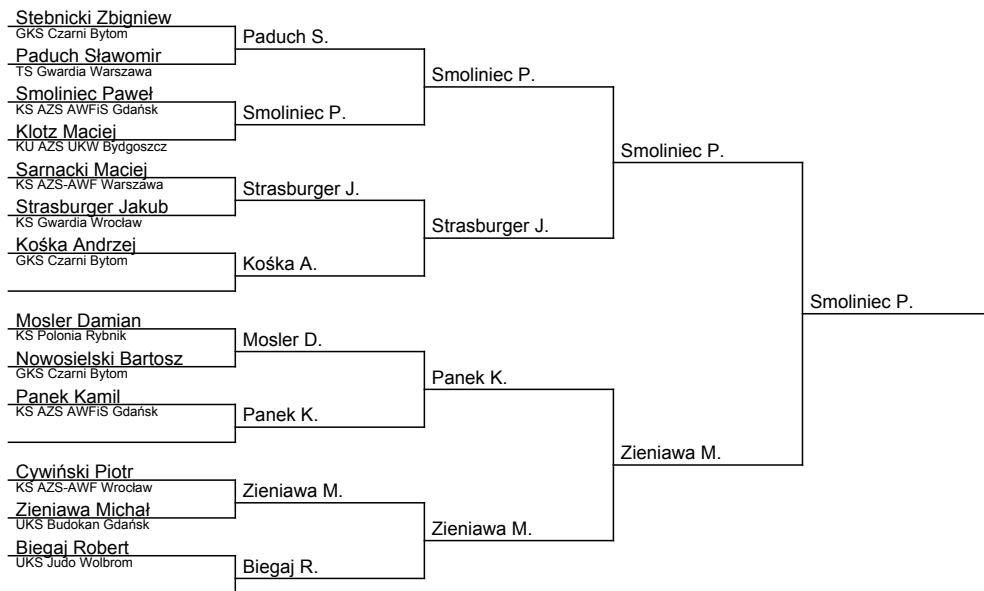 Stebnicki Zbigniew
GKS Czarni Bytom
Paduch S.
Paduch Sławomir
TS Gwardia Warszawa
Smoliniec P.
Smoliniec Paweł
KS AZS AWFiS Gdańsk
Smoliniec P.
Klotz Maciej
KU AZS UKW Bydgoszcz
Smoliniec P.
Sarnacki Maciej
KS AZS-AWF Warszawa
Strasburger J.
Strasburger Jakub
KS Gwardia Wrocław
Strasburger J.
Kośka Andrzej
GKS Czarni Bytom
Kośka A.
Smoliniec P.
Mosler Damian
KS Polonia Rybnik
Mosler D.
Nowosielski Bartosz
GKS Czarni Bytom
Panek K.
Panek Kamil
KS AZS AWFiS Gdańsk
Panek K.
Zieniawa M.
Cywiński Piotr
KS AZS-AWF Wrocław
Zieniawa M.
Zieniawa Michał
UKS Budokan Gdańsk
Zieniawa M.
Biegaj Robert
UKS Judo Wolbrom
Biegaj R.